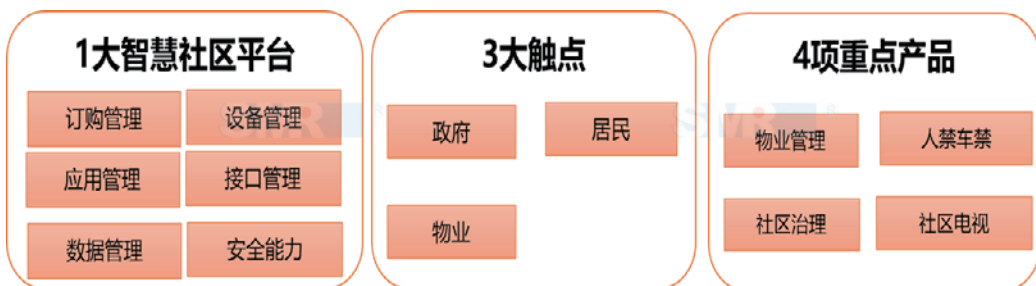 1大智慧社区平台
订购管理
设备管理
应用管理
接口管理
数据管理
安全能力
3大触点
政府
居民
物业
4项重点产品
物业管理
人禁车禁
社区治理
社区电视
SMR
®
SMR
®